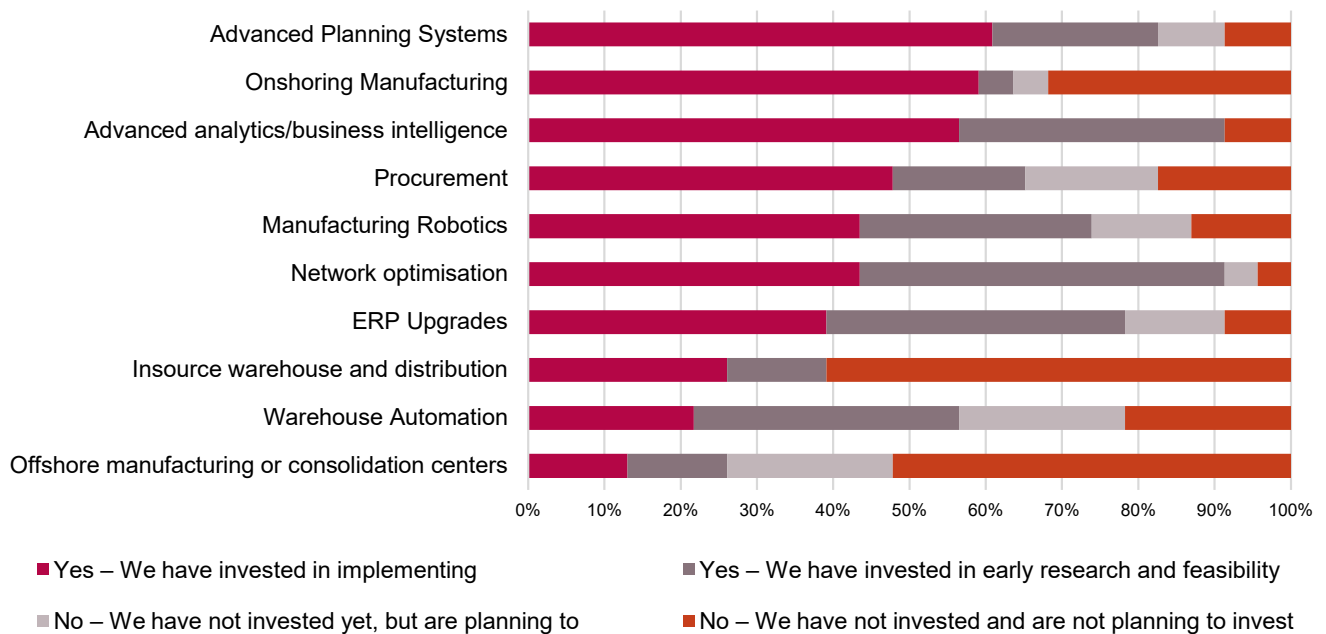 Advanced Planning Systems
Onshoring Manufacturing
Advanced analytics/business intelligence
Procurement
Manufacturing Robotics
Network optimisation
ERP Upgrades
Insource warehouse and distribution
Warehouse Automation
Offshore manufacturing or consolidation centers
0% 10% 20% 30% 40% 50% 60% 70% 80% 90% 100%
Yes – We have invested in implementing
Yes – We have invested in early research and feasibility
No – We have not invested yet, but are planning to
No – We have not invested and are not planning to invest